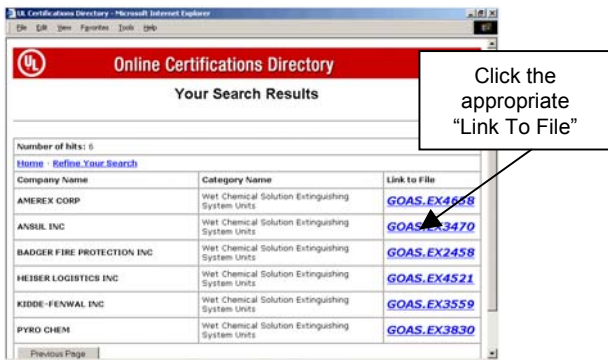 UL Certifications Directory - Microsoft Internet Explorer
File Edit View Favorites Tools Help
UL
Online Certifications Directory
Your Search Results
Click the
appropriate
“Link To File”
Number of hits: 6
Home - Refine Your Search
Company Name Category Name Link to File
AMEREX CORP Wet Chemical Solution Extinguishing
System Units GOAS.EX4658
ANSUL INC Wet Chemical Solution Extinguishing
System Units GOAS.EX3470
BADGER FIRE PROTECTION INC Wet Chemical Solution Extinguishing
System Units GOAS.EX2458
HEISER LOGISTICS INC Wet Chemical Solution Extinguishing
System Units GOAS.EX4521
KIDDE-FENWAL INC Wet Chemical Solution Extinguishing
System Units GOAS.EX3559
PYRO CHEM Wet Chemical Solution Extinguishing
System Units GOAS.EX3830
Previous Page